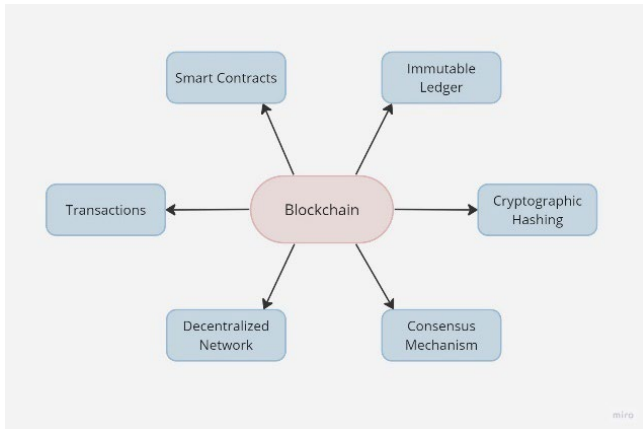 Smart Contracts
Immutable
Ledger
Transactions
Blockchain
Cryptographic
Hashing
Decentralized
Network
Consensus
Mechanism
miro